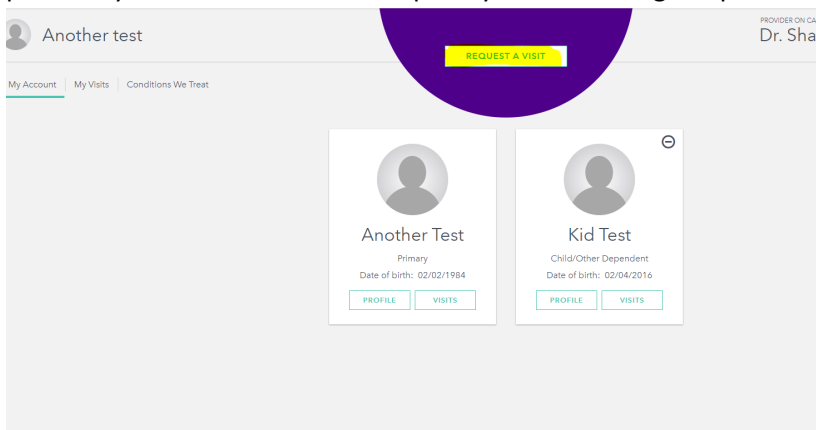 Another test
REQUEST A VISIT
PROVIDER ON
Dr.
My Account My Visits Conditions We Treat
Another Test
Primary
Date of birth: 02/02/1984
PROFILE VISITS
Kid Test
Child/Other Dependent
Date of birth: 02/04/2016
PROFILE VISITS